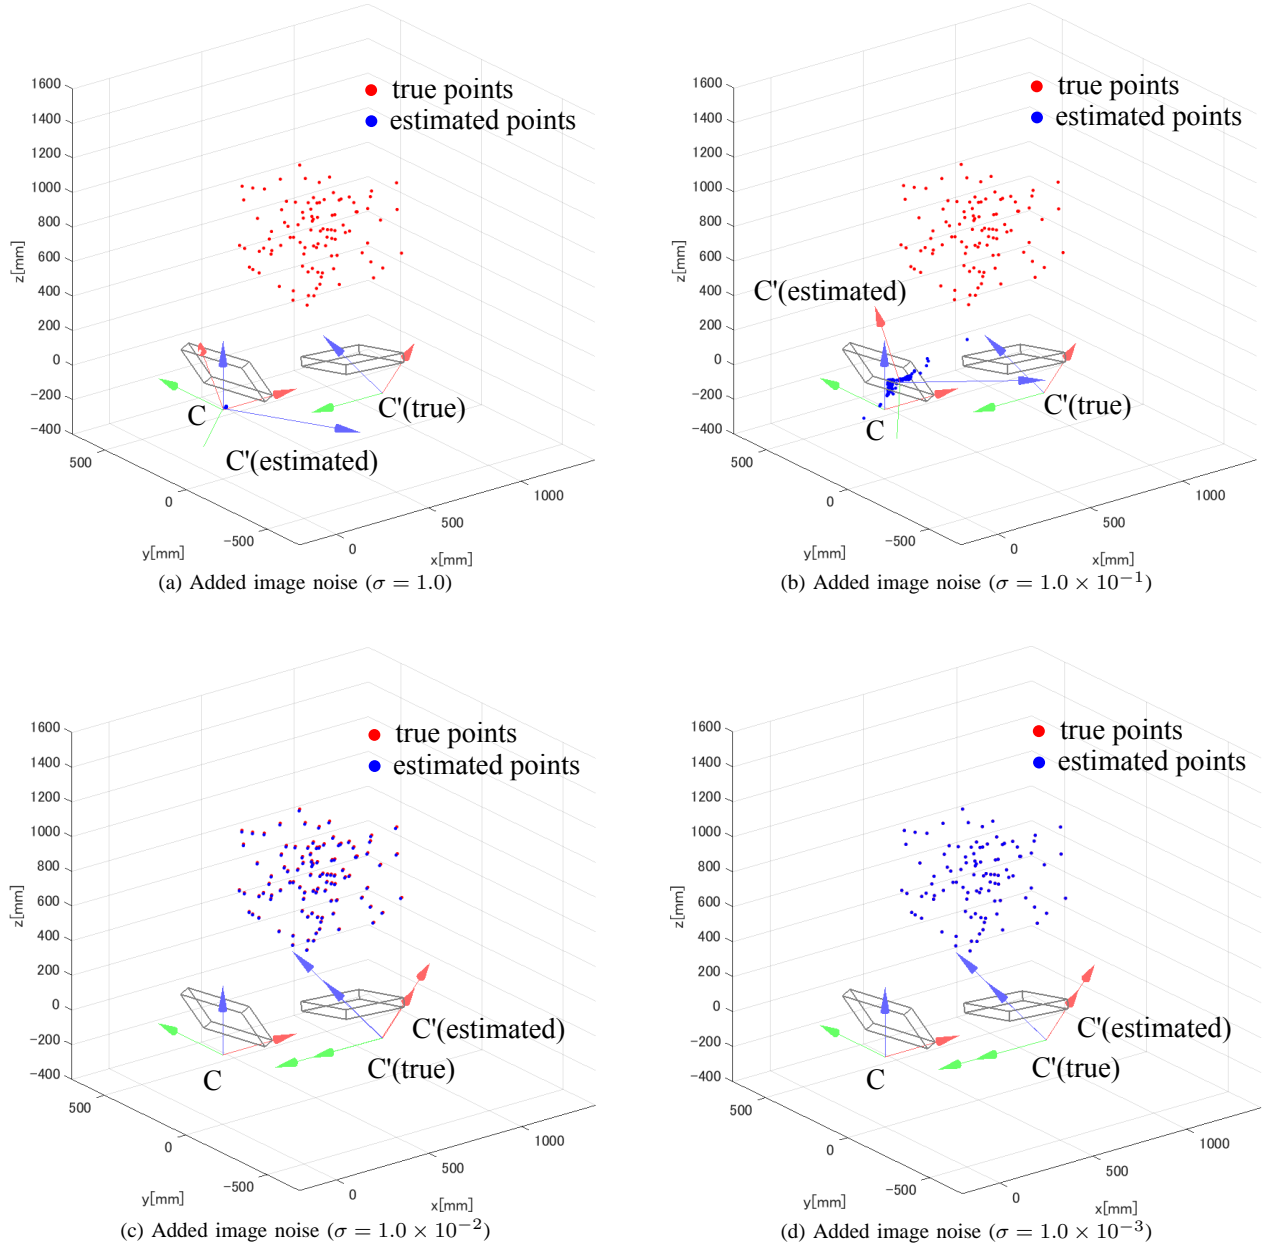 1600
1400
1200
1000
800
600
400
200
0
−200
−400
z[mm]
500
0
−500
y[mm]
0
500
1000
x[mm]
true points
estimated points
C
C'(true)
C'(estimated)
(a) Added image noise (σ = 1.0)
1600
1400
1200
1000
800
600
400
200
0
−200
−400
z[mm]
500
0
−500
y[mm]
0
500
1000
x[mm]
true points
estimated points
C'(estimated)
C
C'(true)
(b) Added image noise (σ = 1.0 × 10⁻¹)
1600
1400
1200
1000
800
600
400
200
0
−200
−400
z[mm]
500
0
−500
y[mm]
0
500
1000
x[mm]
true points
estimated points
C'(estimated)
C
C'(true)
(c) Added image noise (σ = 1.0 × 10⁻²)
1600
1400
1200
1000
800
600
400
200
0
−200
−400
z[mm]
500
0
−500
y[mm]
0
500
1000
x[mm]
true points
estimated points
C'(estimated)
C
C'(true)
(d) Added image noise (σ = 1.0 × 10⁻³)